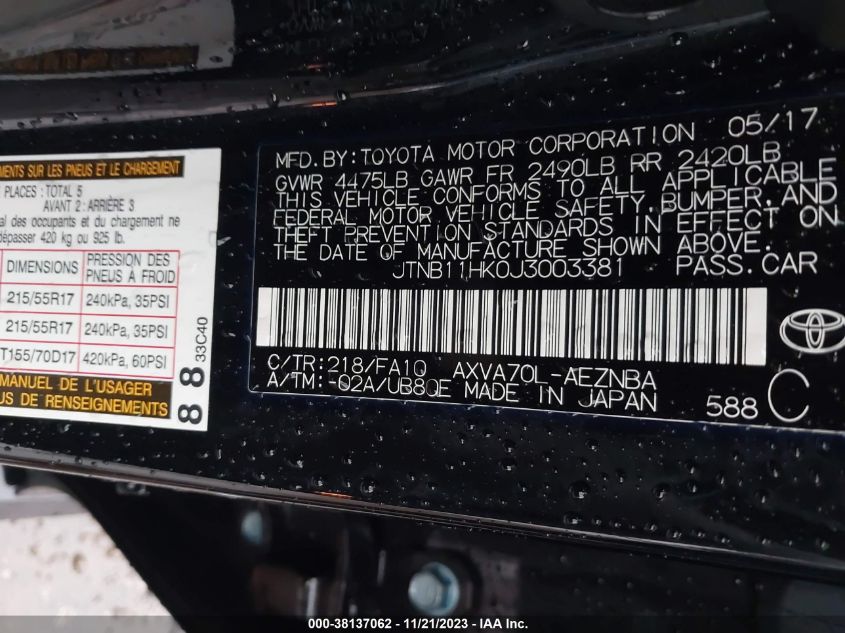 EMENTS SUR LES PNEUS ET LE CHARGEMENT
PLACES : TOTAL 5
AVANT 2 : ARRIÈRE 3
al des occupants et du chargement ne
dépasser 420 kg ou 925 lb.
DIMENSIONS PRESSION DES PNEUS À FROID
215/55R17 240kPa, 35PSI
215/55R17 240kPa, 35PSI
T155/70D17 420kPa, 60PSI
MANUEL DE L'USAGER
US DE RENSEIGNEMENTS
88
33C40
MFD.BY:TOYOTA MOTOR CORPORATION 05/17
GVWR 4475LB GAWR FR 2490LB RR 2420LB
THIS VEHICLE CONFORMS TO ALL APPLICABLE
FEDERAL MOTOR VEHICLE SAFETY,BUMPER,AND
THEFT PREVENTION STANDARDS IN EFFECT ON
THE DATE OF MANUFACTURE SHOWN ABOVE.
JTNB11HK0J3003381 PASS.CAR
C/TR:218/FA10 AXVA70L-AEZNBA
A/TM:-02A/UB80E MADE IN JAPAN
588 C
000-38137062 - 11/21/2023 - IAA Inc.